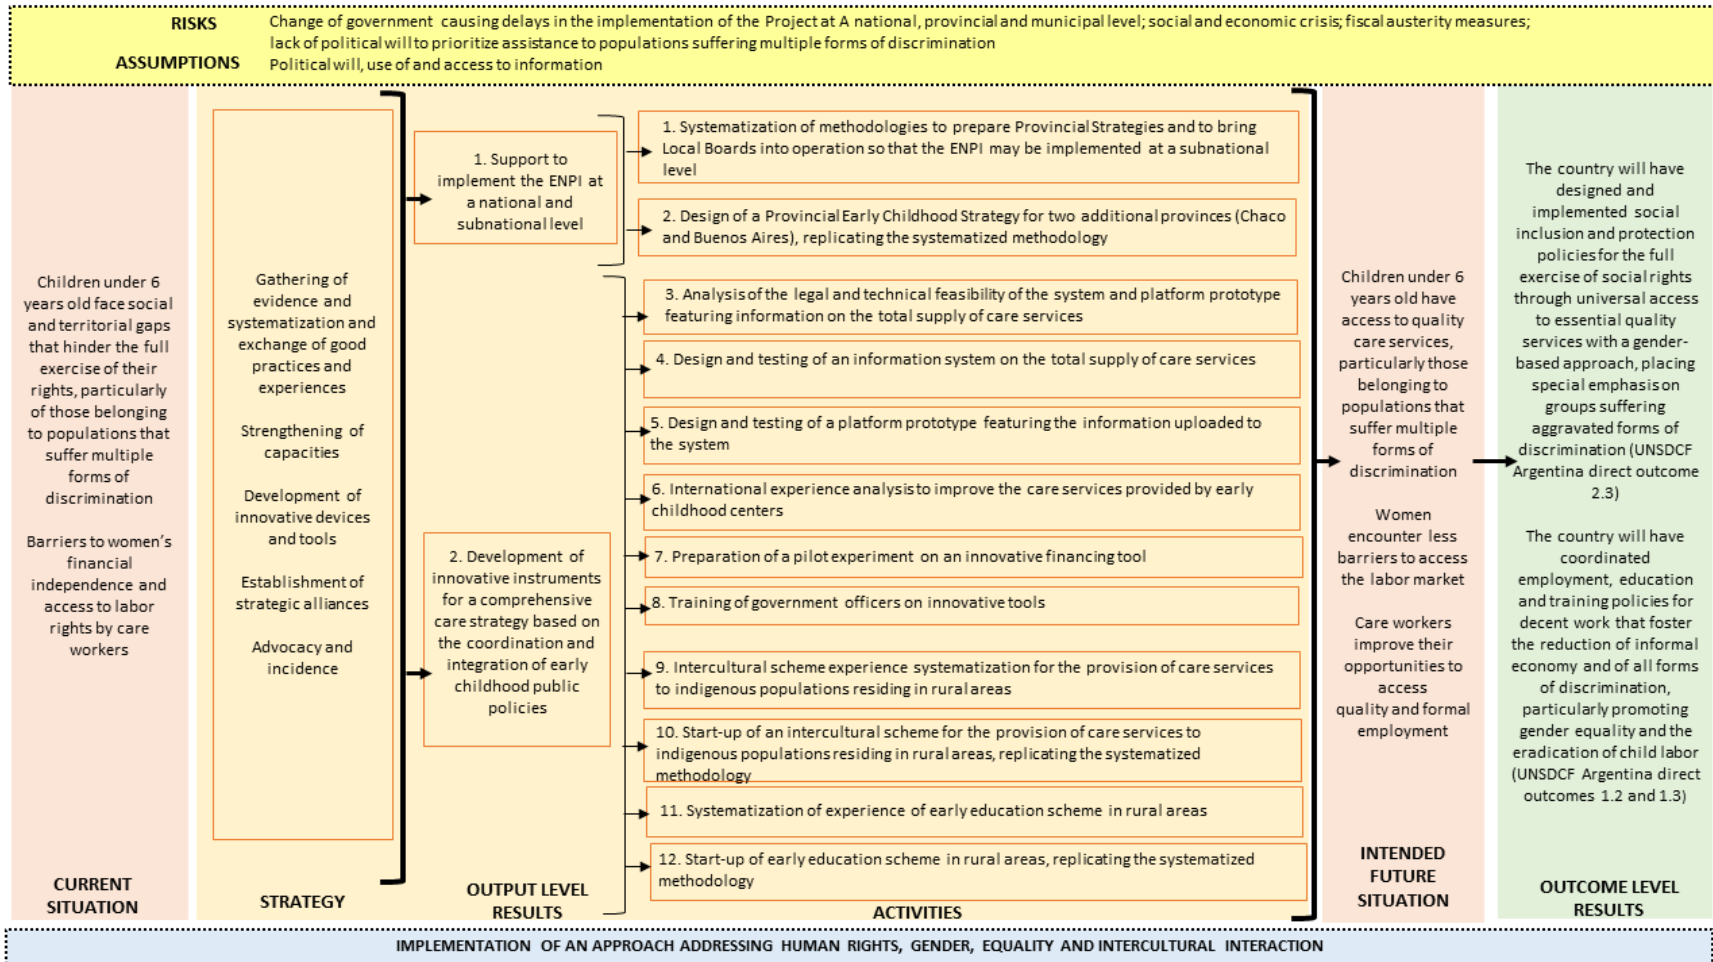 RISKS
Change of government causing delays in the implementation of the Project at A national, provincial and municipal level; social and economic crisis; fiscal austerity measures;
lack of political will to prioritize assistance to populations suffering multiple forms of discrimination
ASSUMPTIONS
Political will, use of and access to information
Children under 6
years old face social
and territorial gaps
that hinder the full
exercise of their
rights, particularly
of those belonging
to populations that
suffer multiple
forms of
discrimination
Barriers to women's
financial
independence and
access to labor
rights by care
workers
CURRENT
SITUATION
Gathering of
evidence and
systematization and
exchange of good
practices and
experiences
Strengthening of
capacities
Development of
innovative devices
and tools
Establishment of
strategic alliances
Advocacy and
incidence
STRATEGY
1. Support to
implement the ENPI at
a national and
subnational level
2. Development of
innovative instruments
for a comprehensive
care strategy based on
the coordination and
integration of early
childhood public
policies
OUTPUT LEVEL
RESULTS
1. Systematization of methodologies to prepare Provincial Strategies and to bring
Local Boards into operation so that the ENPI may be implemented at a subnational
level
2. Design of a Provincial Early Childhood Strategy for two additional provinces (Chaco
and Buenos Aires), replicating the systematized methodology
3. Analysis of the legal and technical feasibility of the system and platform prototype
featuring information on the total supply of care services
4. Design and testing of an information system on the total supply of care services
5. Design and testing of a platform prototype featuring the information uploaded to
the system
6. International experience analysis to improve the care services provided by early
childhood centers
7. Preparation of a pilot experiment on an innovative financing tool
8. Training of government officers on innovative tools
9. Intercultural scheme experience systematization for the provision of care services
to indigenous populations residing in rural areas
10. Start-up of an intercultural scheme for the provision of care services to
indigenous populations residing in rural areas, replicating the systematized
methodology
11. Systematization of experience of early education scheme in rural areas
12. Start-up of early education scheme in rural areas, replicating the systematized
methodology
ACTIVITIES
Children under 6
years old have
access to quality
care services,
particularly those
belonging to
populations that
suffer multiple
forms of
discrimination
Women
encounter less
barriers to access
the labor market
Care workers
improve their
opportunities to
access
quality and formal
employment
INTENDED
FUTURE
SITUATION
The country will have
designed and
implemented social
inclusion and protection
policies for the full
exercise of social rights
through universal access
to essential quality
services with a gender-
based approach, placing
special emphasis on
groups suffering
aggravated forms of
discrimination (UNSDCF
Argentina direct outcome
2.3)
The country will have
coordinated
employment, education
and training policies for
decent work that foster
the reduction of informal
economy and of all forms
of discrimination,
particularly promoting
gender equality and the
eradication of child labor
(UNSDCF Argentina direct
outcomes 1.2 and 1.3)
OUTCOME LEVEL
RESULTS
IMPLEMENTATION OF AN APPROACH ADDRESSING HUMAN RIGHTS, GENDER, EQUALITY AND INTERCULTURAL INTERACTION